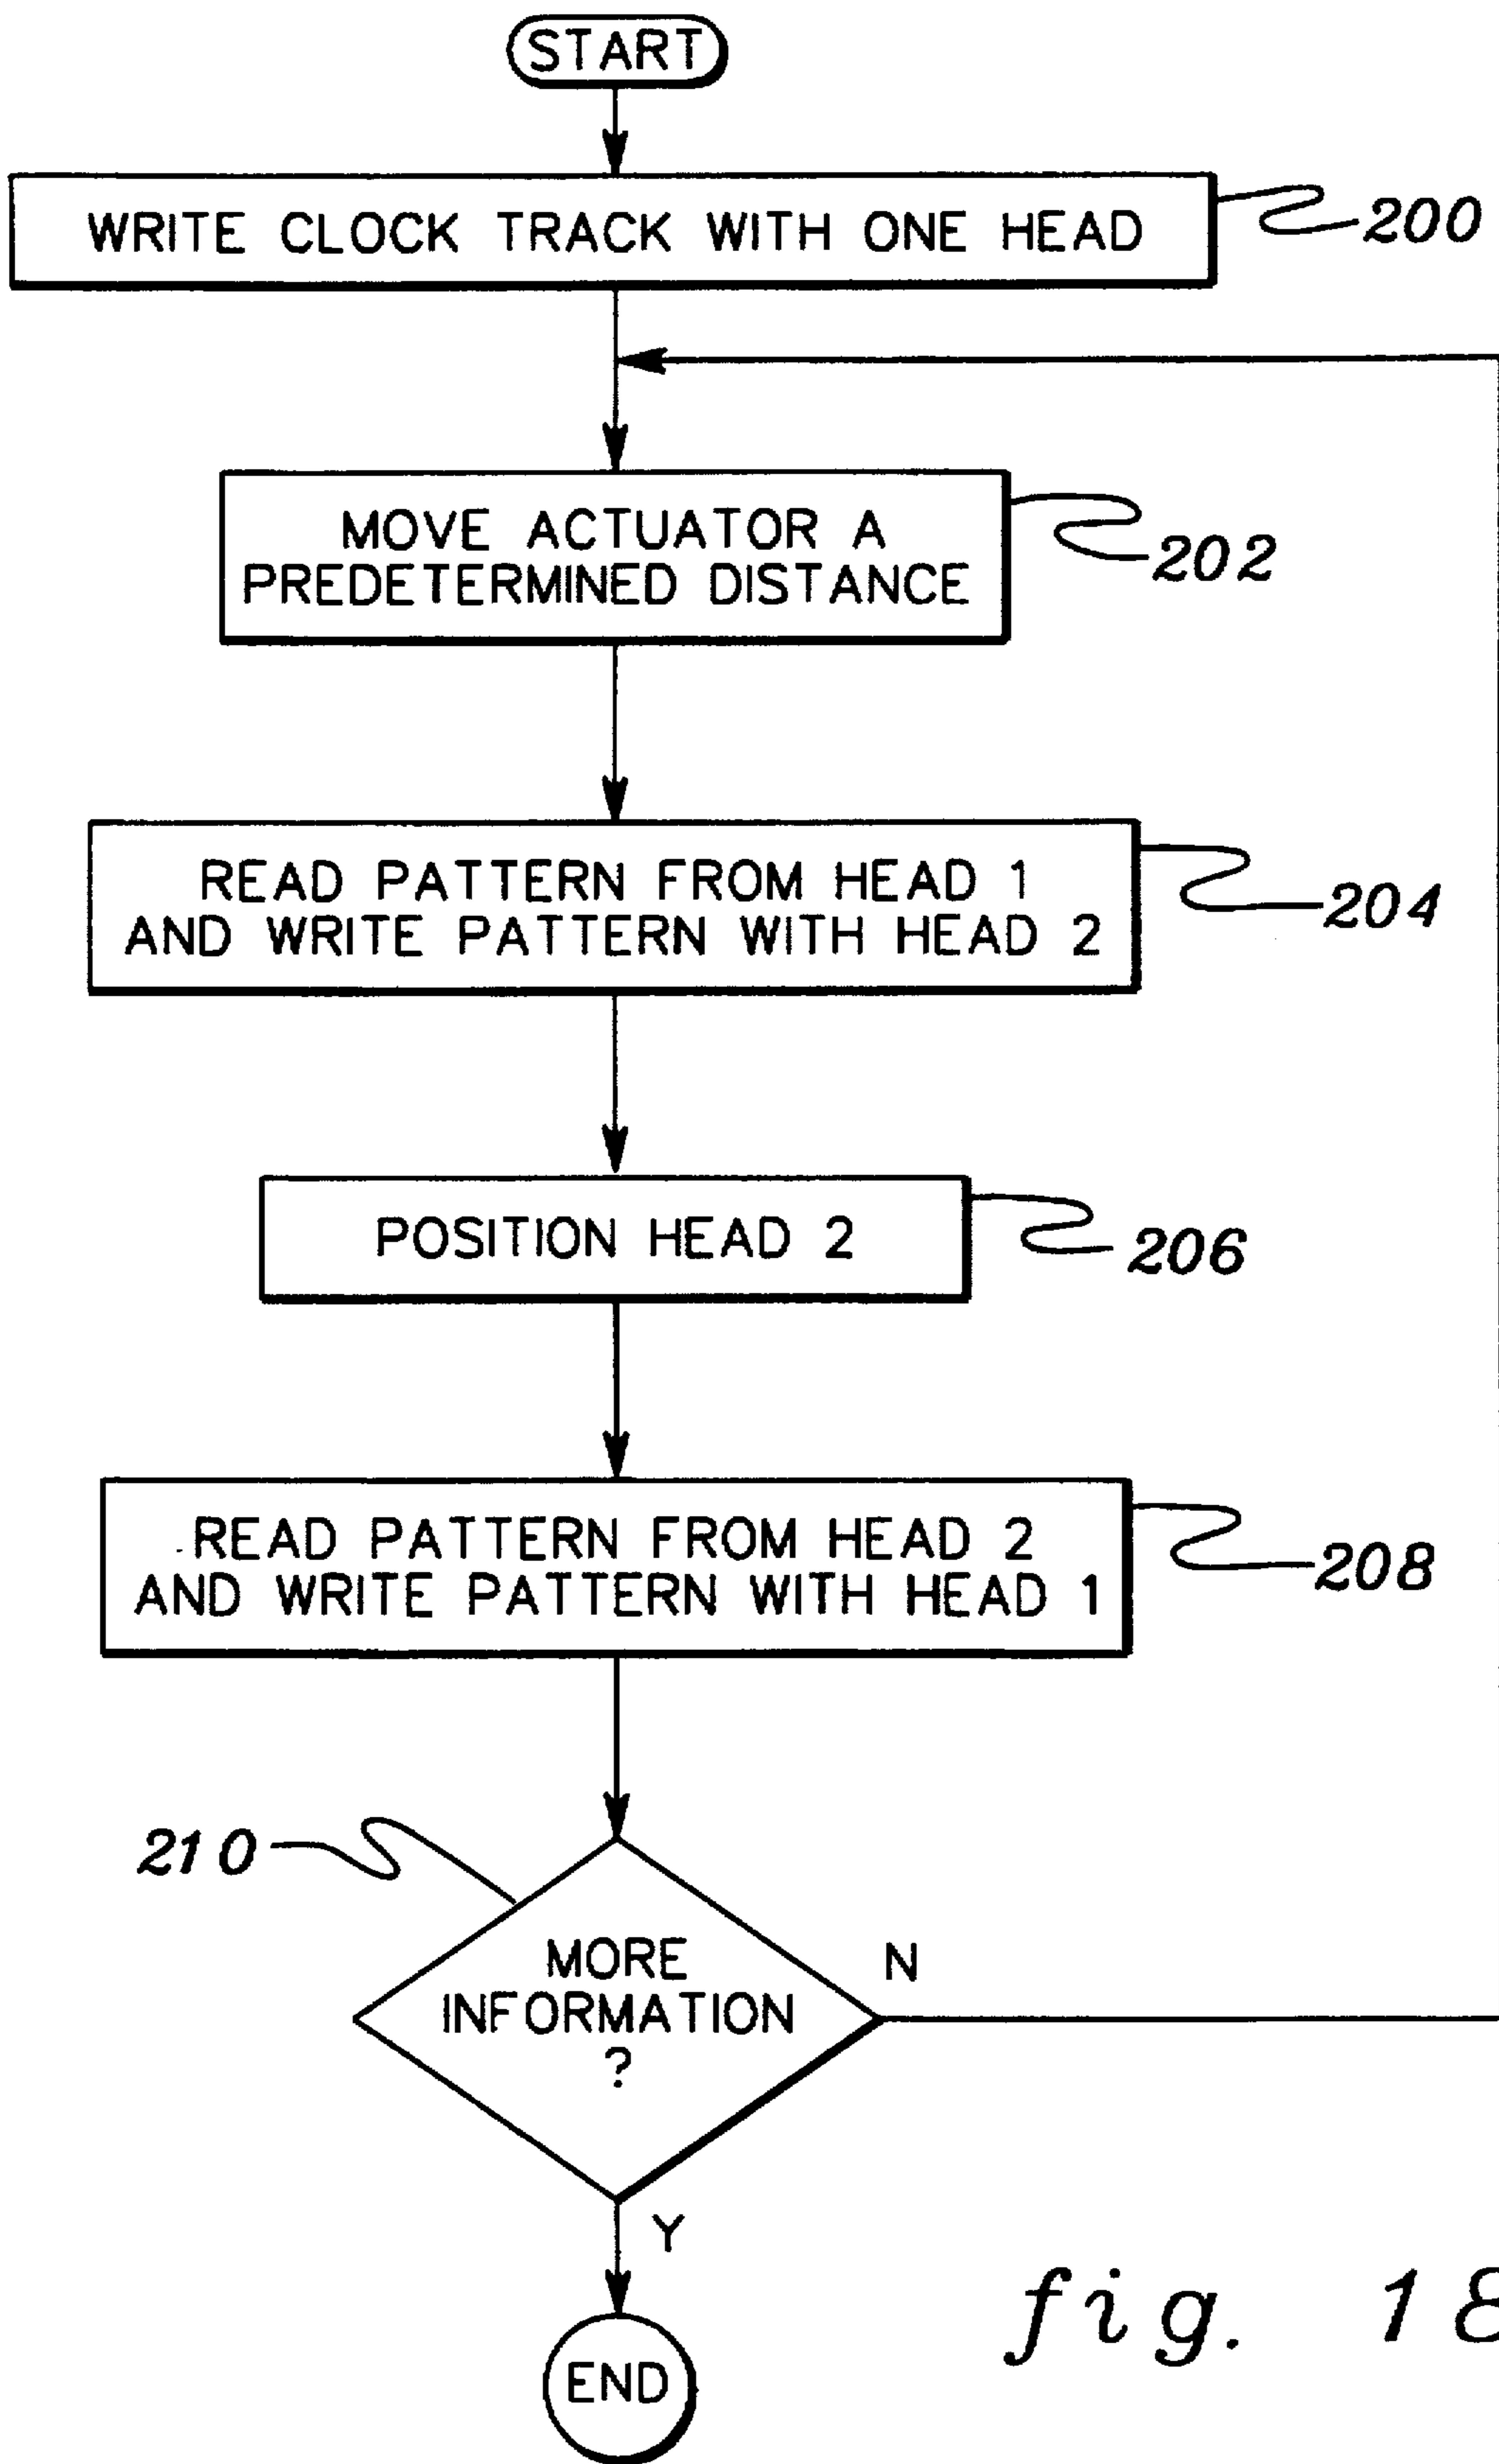 START
WRITE CLOCK TRACK WITH ONE HEAD
200
MOVE ACTUATOR A
PREDETERMINED DISTANCE
202
READ PATTERN FROM HEAD 1
AND WRITE PATTERN WITH HEAD 2
204
POSITION HEAD 2
206
READ PATTERN FROM HEAD 2
AND WRITE PATTERN WITH HEAD 1
208
210
MORE
INFORMATION
?
N
Y
END
fig. 18